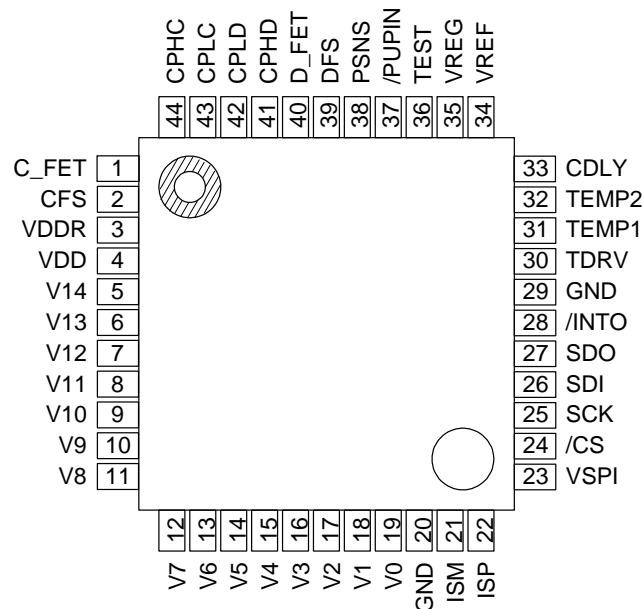 CPHC CPLC CPLD CPHD D_FET DFS PSNS /PUPIN TEST VREG VREF
44 43 42 41 40 39 38 37 36 35 34
C_FET 1 33 CDLY
CFS 2 32 TEMP2
VDDR 3 31 TEMP1
VDD 4 30 TDRV
V14 5 29 GND
V13 6 28 /INTO
V12 7 27 SDO
V11 8 26 SDI
V10 9 25 SCK
V9 10 24 /CS
V8 11 23 VSPI
12 13 14 15 16 17 18 19 20 21 22
V7 V6 V5 V4 V3 V2 V1 V0 GND ISM ISP